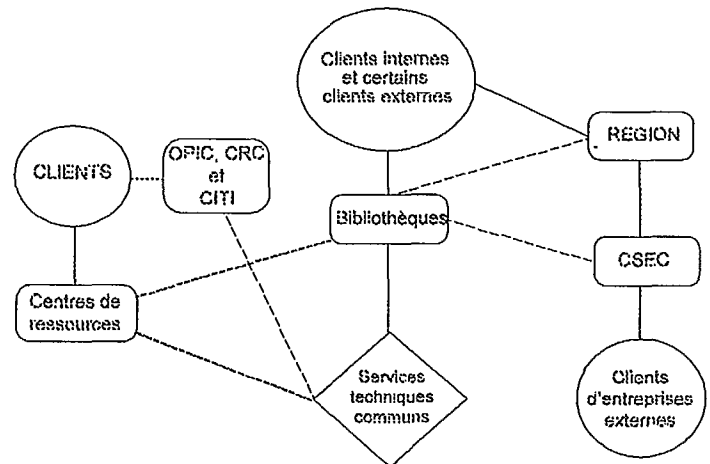 Clients internes
et certains
clients externes
REGION
CLIENTS
OPIC, CRC
et
CITI
Bibliothèques
CSEC
Centres de
ressources
Services
techniques
communs
Clients
d'entreprises
externes